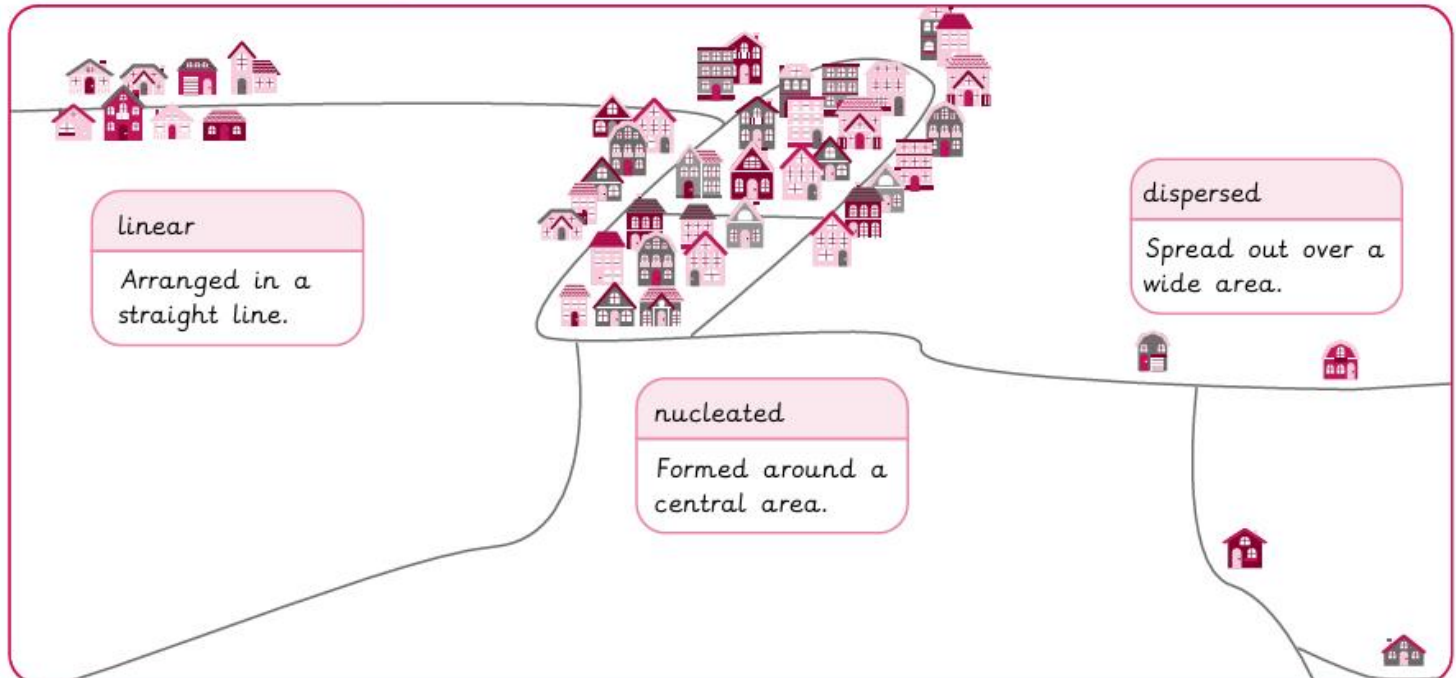 linear
Arranged in a
straight line.
nucleated
Formed around a
central area.
dispersed
Spread out over a
wide area.